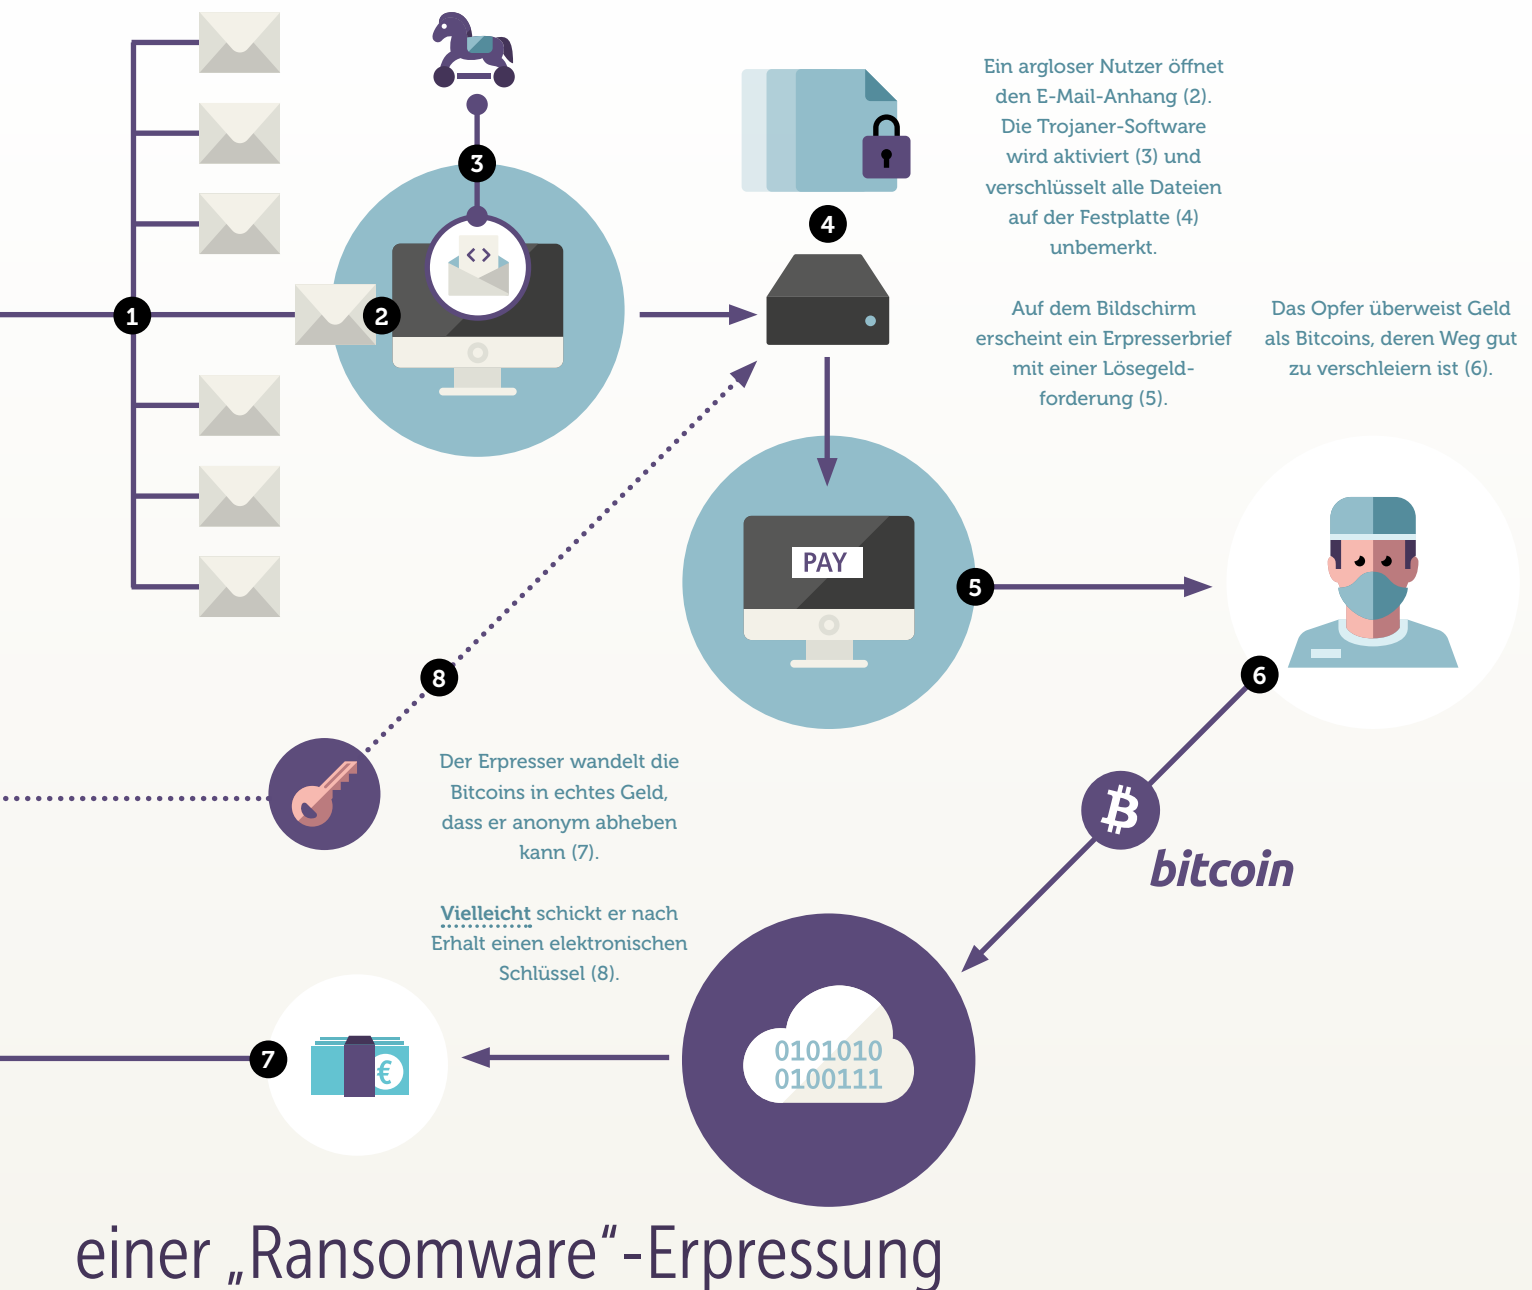 3
Ein argloser Nutzer öffnet
den E-Mail-Anhang (2).
Die Trojaner-Software
wird aktiviert (3) und
verschlüsselt alle Dateien
auf der Festplatte (4)
unbemerkt.
4
1
2
Auf dem Bildschirm
erscheint ein Erpresserbrief
mit einer Lösegeld-
forderung (5).
Das Opfer überweist Geld
als Bitcoins, deren Weg gut
zu verschleiern ist (6).
PAY
5
8
6
Der Erpresser wandelt die
Bitcoins in echtes Geld,
dass er anonym abheben
kann (7).
bitcoin
Vielleicht schickt er nach
Erhalt einen elektronischen
Schlüssel (8).
0101010
0100111
7
€
einer „Ransomware“-Erpressung